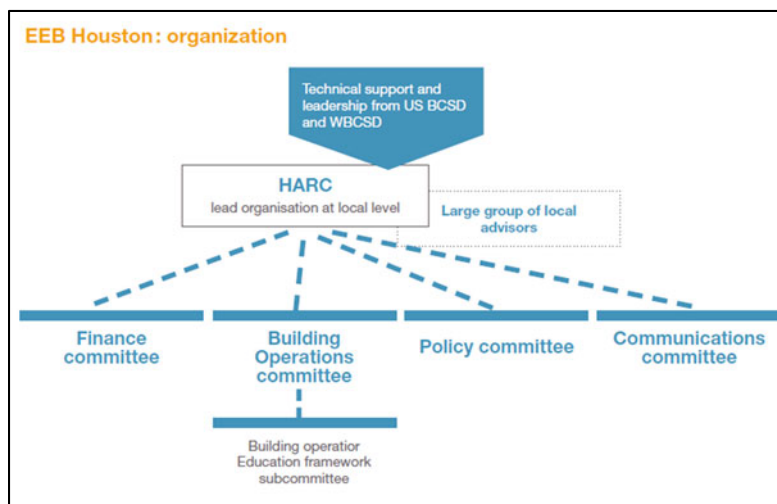 EEB Houston: organization
Technical support and
leadership from US BCSD
and WBCSD
HARC
lead organisation at local level
Large group of local
advisors
Finance
committee
Building
Operations
committee
Policy committee
Communications
committee
Building operatior
Education framework
subcommittee